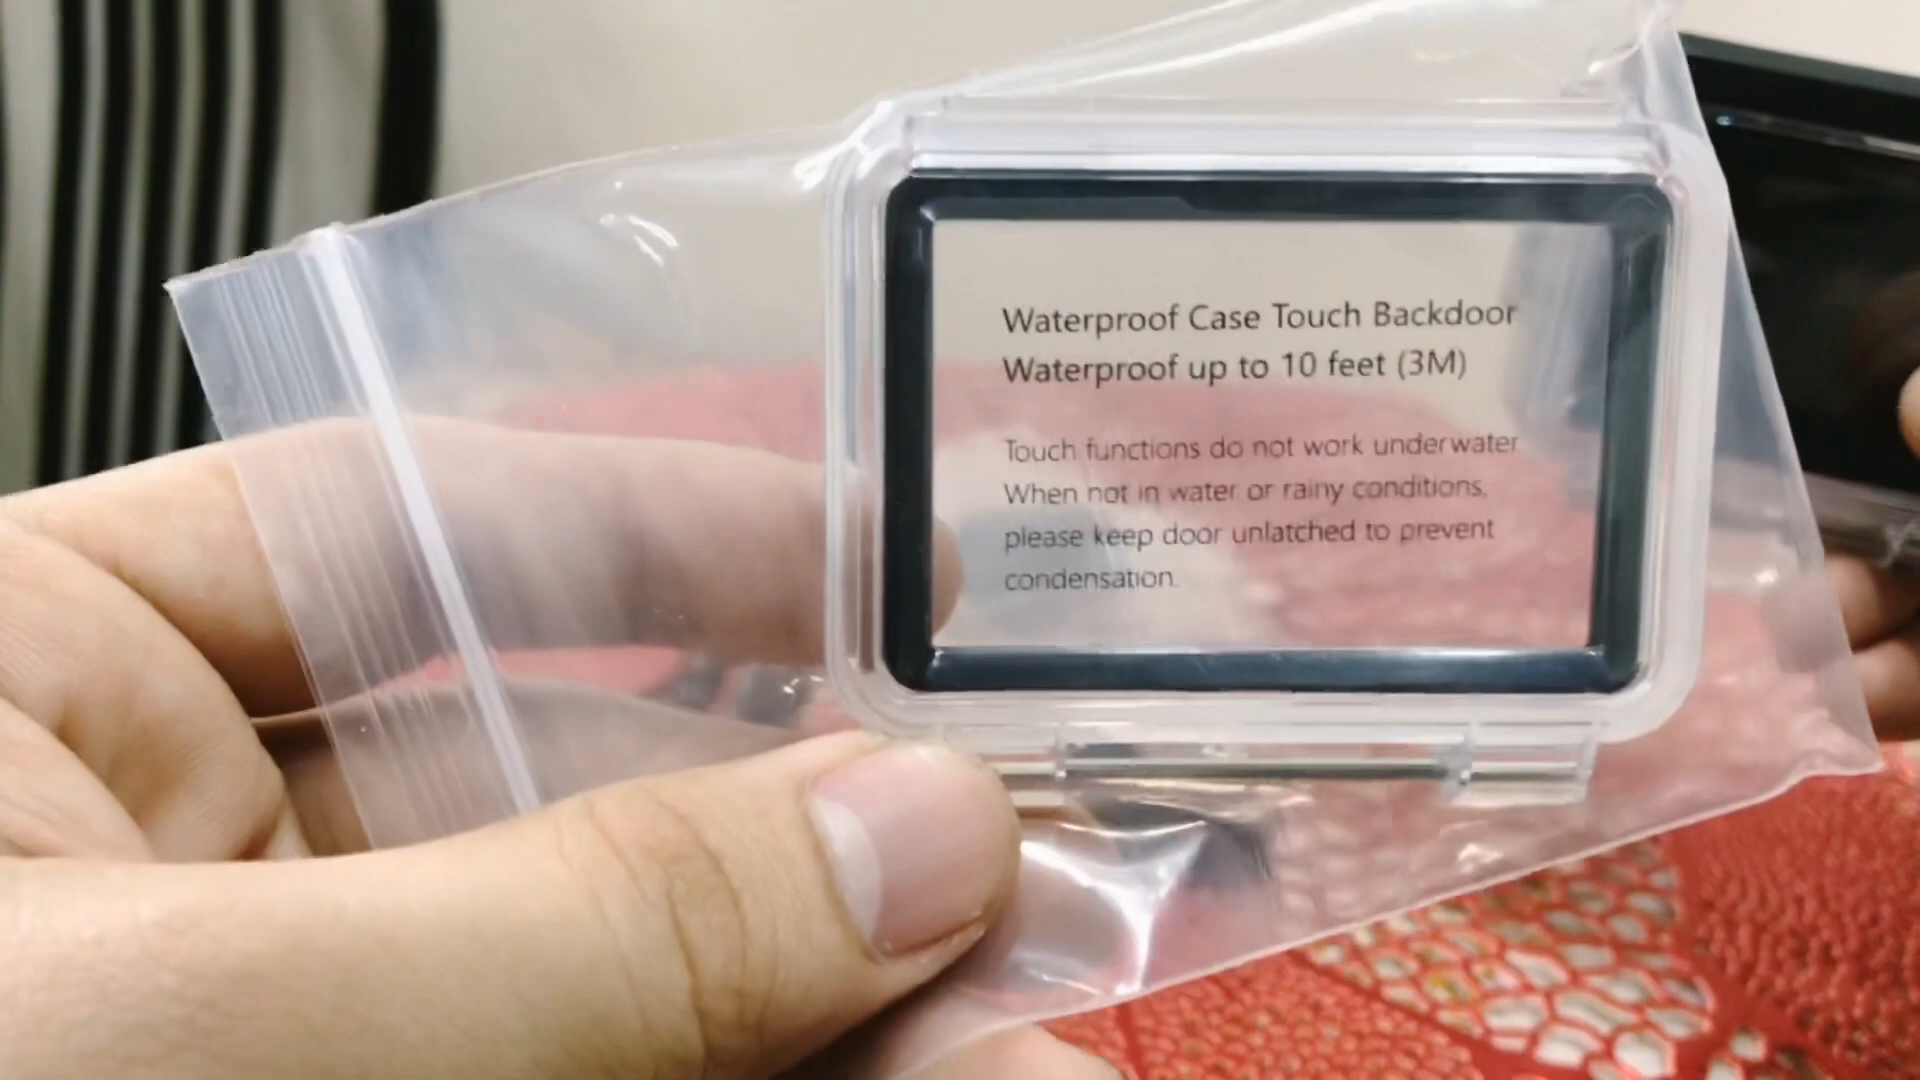 Waterproof Case Touch Backdoor
Waterproof up to 10 feet (3M)
Touch functions do not work underwater
When not in water or rainy conditions,
please keep door unlatched to prevent
condensation.